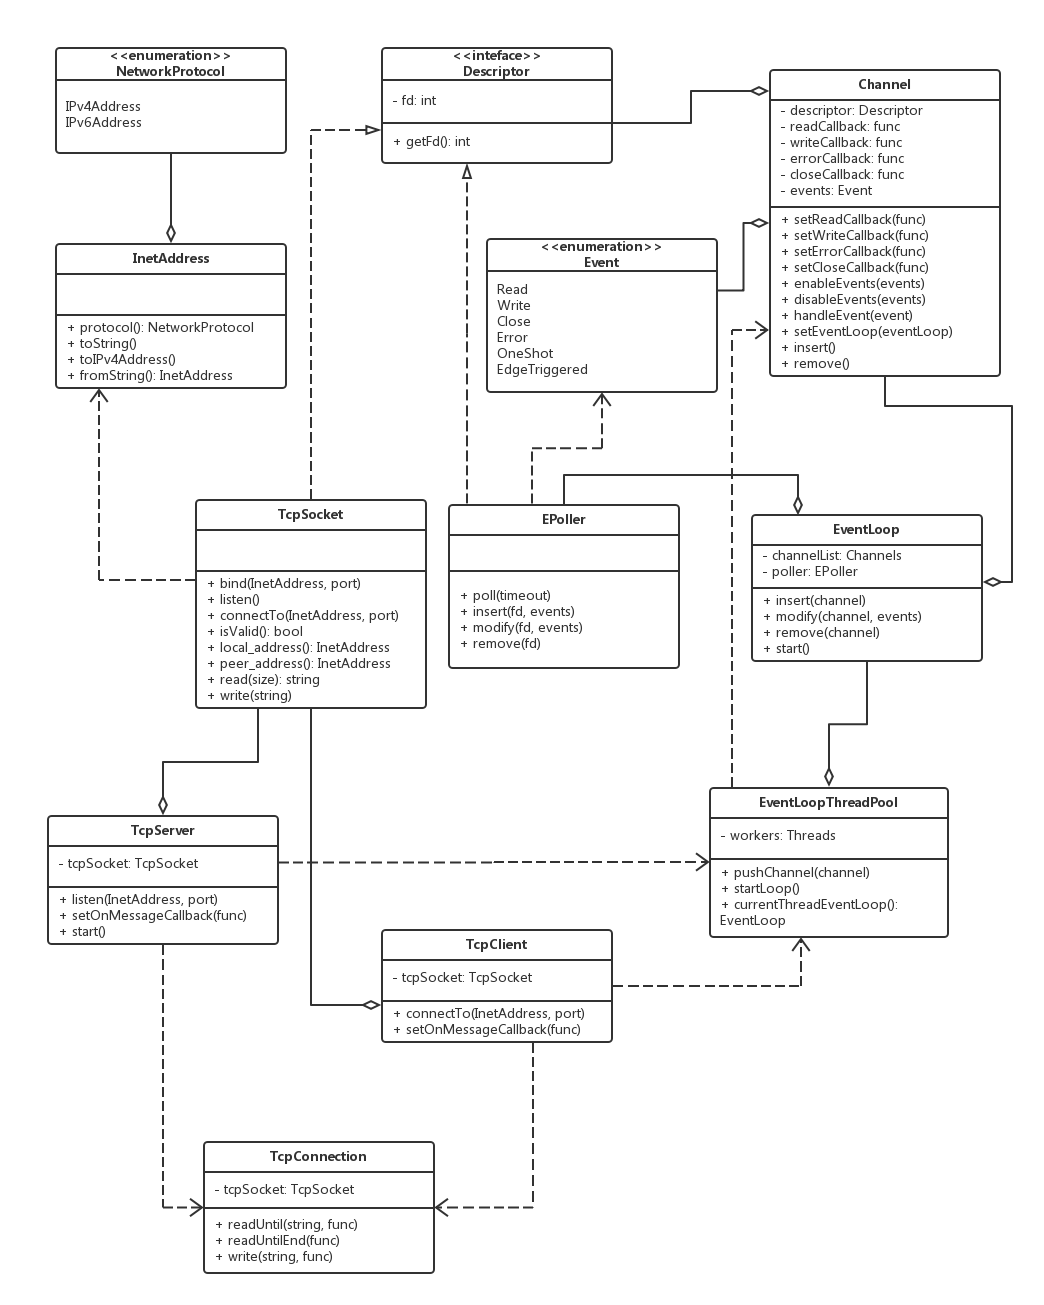 <<enumeration>>
NetworkProtocol
IPv4Address
IPv6Address
<<inteface>>
Descriptor
- fd: int
+ getFd(): int
Channel
- descriptor: Descriptor
- readCallback: func
- writeCallback: func
- errorCallback: func
- closeCallback: func
- events: Event
+ setReadCallback(func)
+ setWriteCallback(func)
+ setErrorCallback(func)
+ setCloseCallback(func)
+ enableEvents(events)
+ disableEvents(events)
+ handleEvent(event)
+ setEventLoop(eventLoop)
+ insert()
+ remove()
InetAddress
+ protocol(): NetworkProtocol
+ toString()
+ toIPv4Address()
+ fromString(): InetAddress
<<enumeration>>
Event
Read
Write
Close
Error
OneShot
EdgeTriggered
TcpSocket
+ bind(InetAddress, port)
+ listen()
+ connectTo(InetAddress, port)
+ isValid(): bool
+ local_address(): InetAddress
+ peer_address(): InetAddress
+ read(size): string
+ write(string)
EPoller
+ poll(timeout)
+ insert(fd, events)
+ modify(fd, events)
+ remove(fd)
EventLoop
- channelList: Channels
- poller: EPoller
+ insert(channel)
+ modify(channel, events)
+ remove(channel)
+ start()
TcpServer
- tcpSocket: TcpSocket
+ listen(InetAddress, port)
+ setOnMessageCallback(func)
+ start()
EventLoopThreadPool
- workers: Threads
+ pushChannel(channel)
+ startLoop()
+ currentThreadEventLoop():
EventLoop
TcpClient
- tcpSocket: TcpSocket
+ connectTo(InetAddress, port)
+ setOnMessageCallback(func)
TcpConnection
- tcpSocket: TcpSocket
+ readUntil(string, func)
+ readUntilEnd(func)
+ write(string, func)